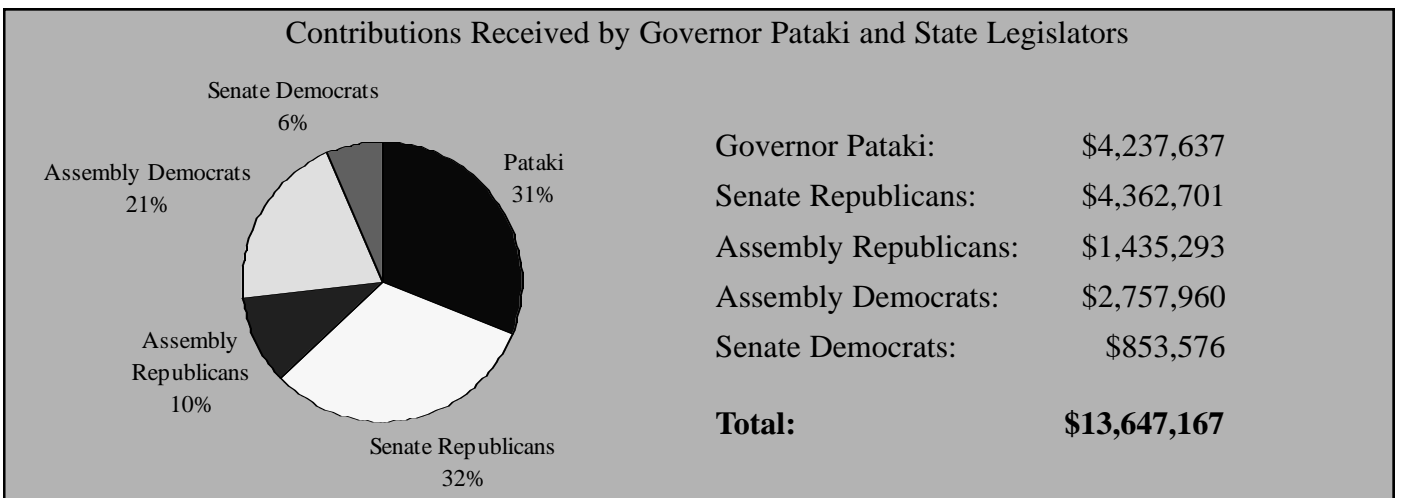 Contributions Received by Governor Pataki and State Legislators
Senate Democrats
6%
Pataki
31%
Assembly Democrats
21%
Assembly
Republicans
10%
Senate Republicans
32%
Governor Pataki: $4,237,637
Senate Republicans: $4,362,701
Assembly Republicans: $1,435,293
Assembly Democrats: $2,757,960
Senate Democrats: $853,576
Total: $13,647,167